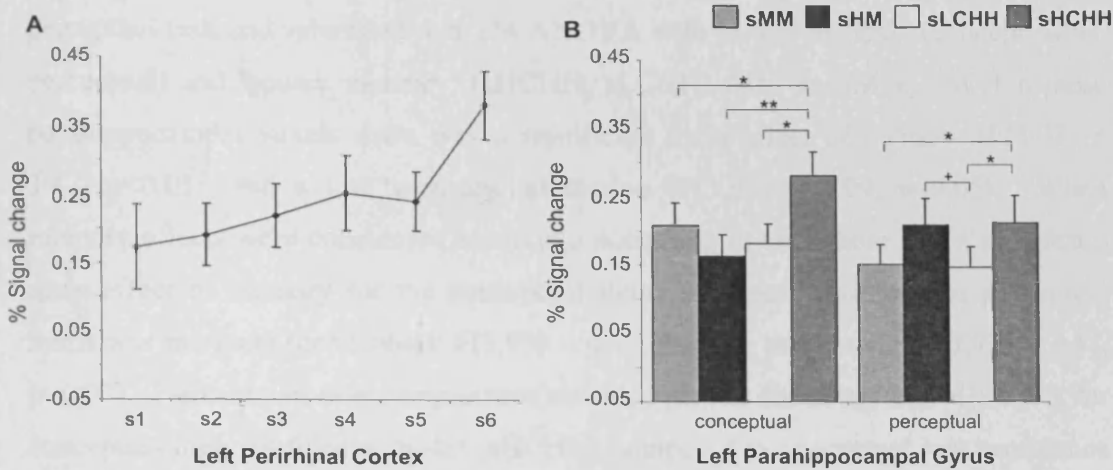 A
B
sMM sHM sLCHH sHCHH
% Signal change
0.45
0.35
0.25
0.15
0.05
-0.05
s1 s2 s3 s4 s5 s6
Left Perirhinal Cortex
% Signal change
0.45
0.35
0.25
0.15
0.05
-0.05
*
**
*
*
*
+
conceptual perceptual
Left Parahippocampal Gyrus